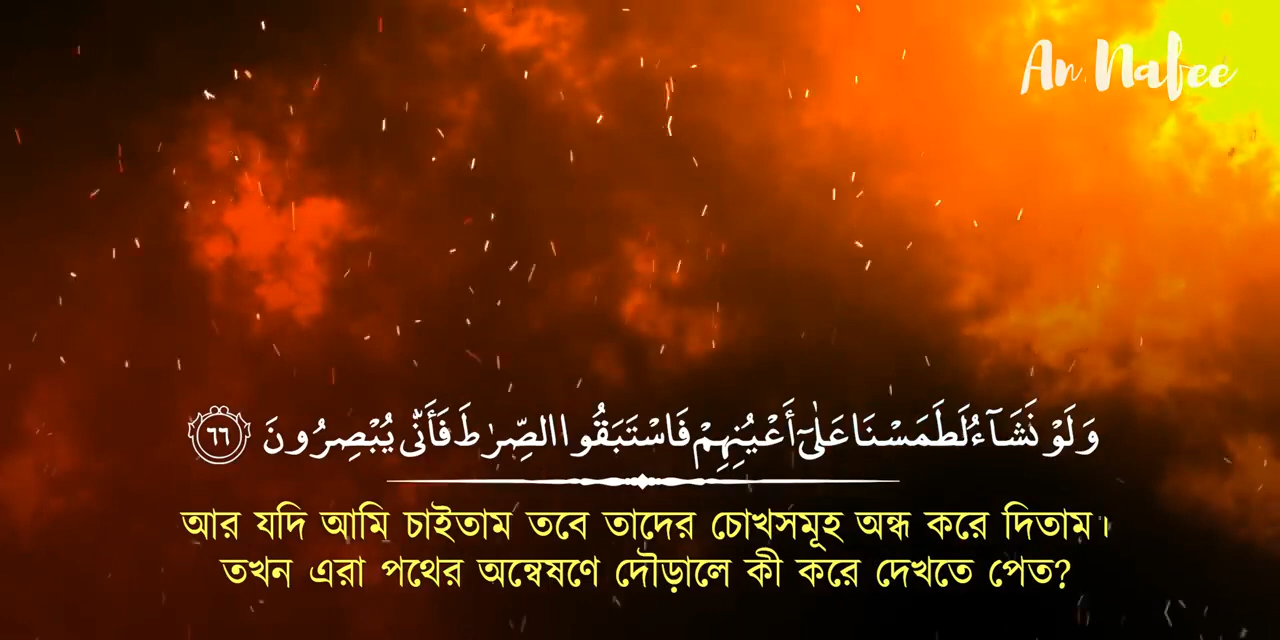 An Nafee
وَلَوْ نَشَآءُ لَطَمَسْنَا عَلٰىٓ أَعْيُنِهِمْ فَاسْتَبَقُوا الصِّرٰطَ فَأَنّٰى يُبْصِرُونَ ٦٦
আর যদি আমি চাইতাম তবে তাদের চোখসমূহ অন্ধ করে দিতাম।
তখন এরা পথের অন্বেষণে দৌড়ালে কী করে দেখতে পেত?